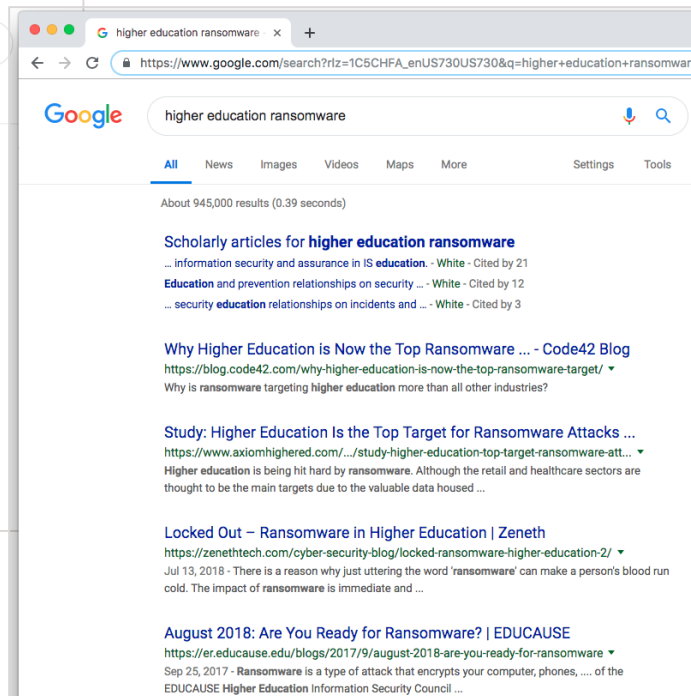 higher education ransomware
https://www.google.com/search?rlz=1C5CHFA_enUS730US730&q=higher+education+ransomwar
Google
higher education ransomware
All News Images Videos Maps More Settings Tools
About 945,000 results (0.39 seconds)
Scholarly articles for higher education ransomware
... information security and assurance in IS education. - White - Cited by 21
Education and prevention relationships on security ... - White - Cited by 12
... security education relationships on incidents and ... - White - Cited by 3
Why Higher Education is Now the Top Ransomware ... - Code42 Blog
https://blog.code42.com/why-higher-education-is-now-the-top-ransomware-target/
Why is ransomware targeting higher education more than all other industries?
Study: Higher Education Is the Top Target for Ransomware Attacks ...
https://www.axiomhighered.com/.../study-higher-education-top-target-ransomware-att...
Higher education is being hit hard by ransomware. Although the retail and healthcare sectors are
thought to be the main targets due to the valuable data housed ...
Locked Out – Ransomware in Higher Education | Zeneth
https://zenethtech.com/cyber-security-blog/locked-ransomware-higher-education-2/
Jul 13, 2018 - There is a reason why just uttering the word 'ransomware' can make a person's blood run
cold. The impact of ransomware is immediate and ...
August 2018: Are You Ready for Ransomware? | EDUCAUSE
https://er.educause.edu/blogs/2017/9/august-2018-are-you-ready-for-ransomware
Sep 25, 2017 - Ransomware is a type of attack that encrypts your computer, phones, .... of the
EDUCAUSE Higher Education Information Security Council ...